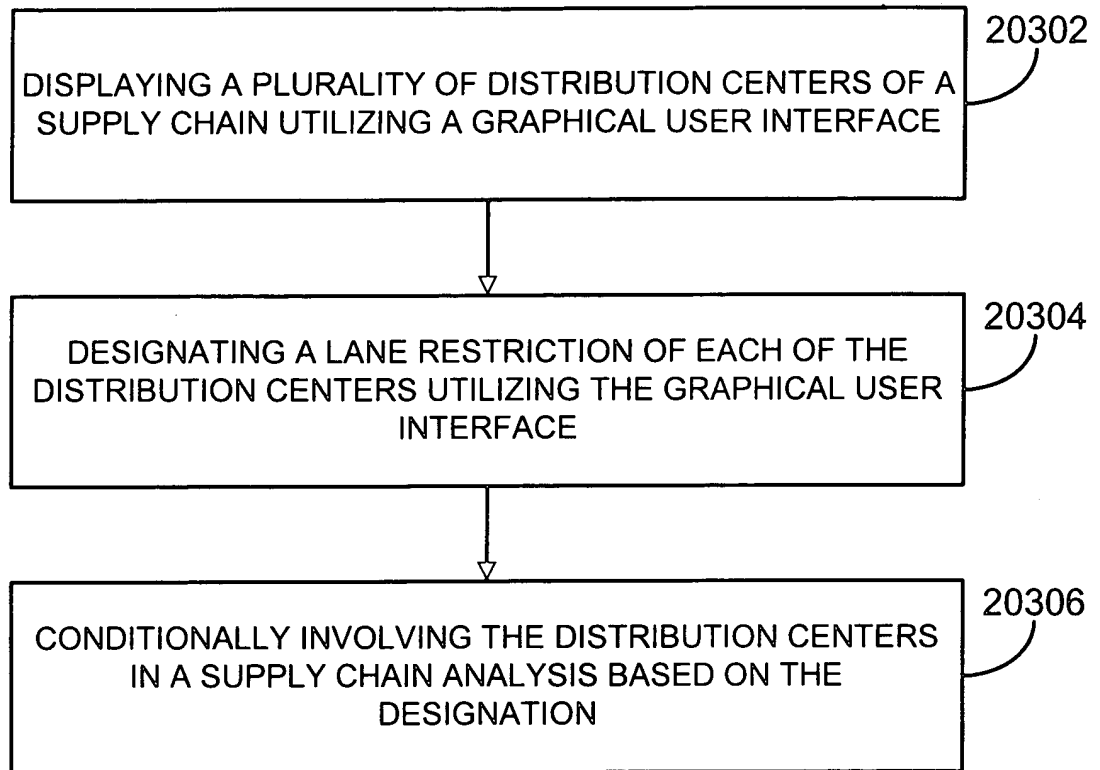 20302
DISPLAYING A PLURALITY OF DISTRIBUTION CENTERS OF A
SUPPLY CHAIN UTILIZING A GRAPHICAL USER INTERFACE
20304
DESIGNATING A LANE RESTRICTION OF EACH OF THE
DISTRIBUTION CENTERS UTILIZING THE GRAPHICAL USER
INTERFACE
20306
CONDITIONALLY INVOLVING THE DISTRIBUTION CENTERS
IN A SUPPLY CHAIN ANALYSIS BASED ON THE
DESIGNATION